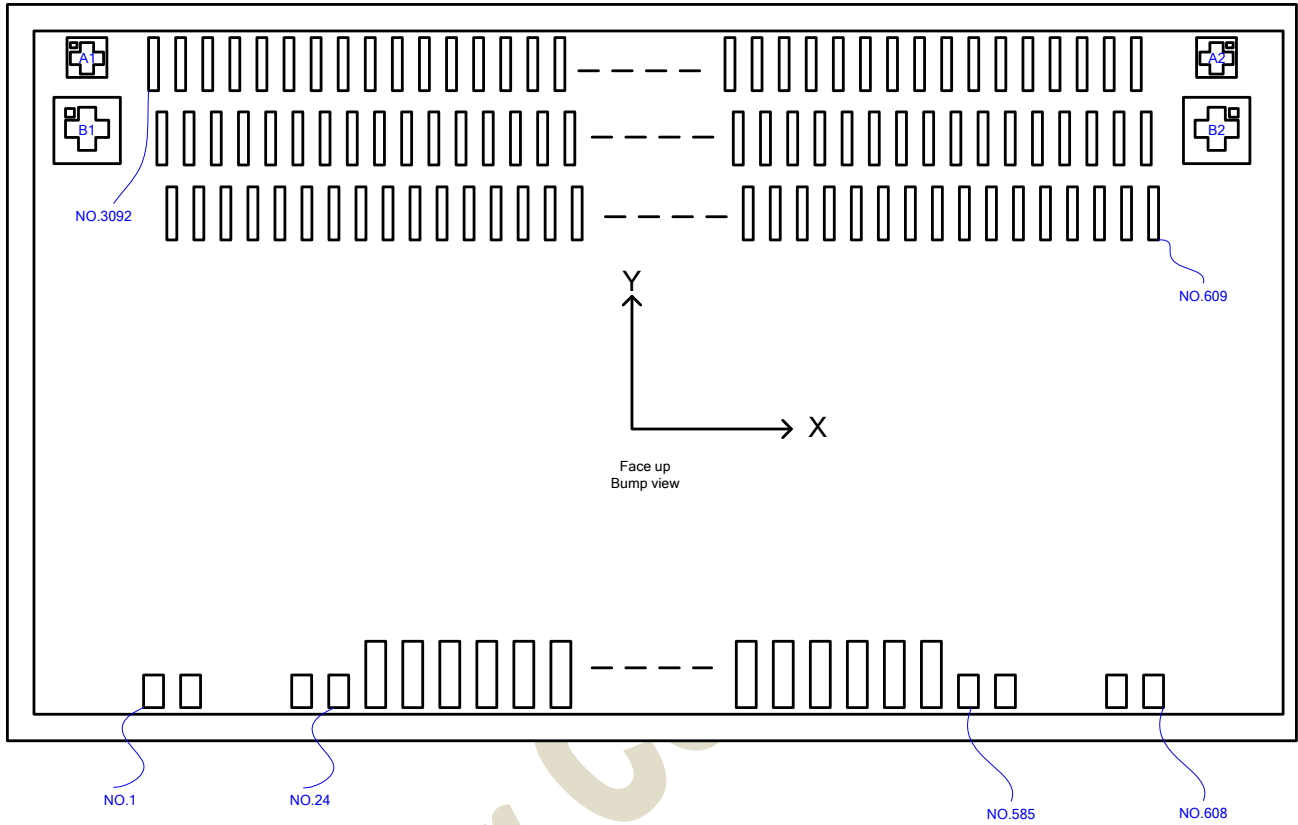 A1
A2
B1
B2
NO.3092
NO.609
Y
X
Face up
Bump view
NO.1
NO.24
NO.585
NO.608